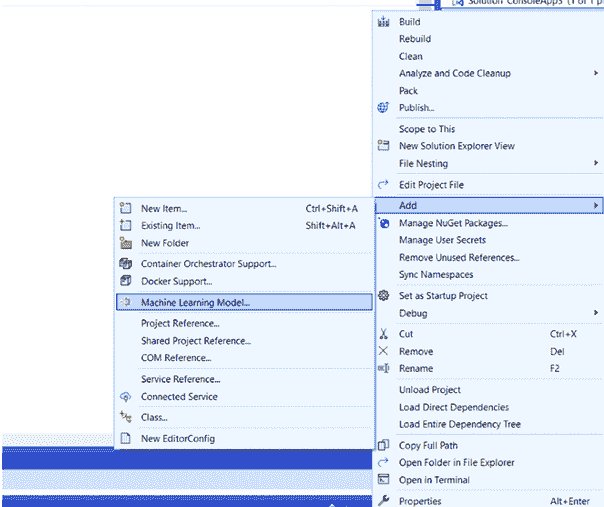 Solution 'ConsoleApp3' (1 of 1 p
Build
Rebuild
Clean
Analyze and Code Cleanup
Pack
Publish...
Scope to This
New Solution Explorer View
File Nesting
Edit Project File
Add
Manage NuGet Packages...
Manage User Secrets
Remove Unused References...
Sync Namespaces
Set as Startup Project
Debug
Cut Ctrl+X
Remove Del
Rename F2
Unload Project
Load Direct Dependencies
Load Entire Dependency Tree
Copy Full Path
Open Folder in File Explorer
Open in Terminal
Properties Alt+Enter
New Item... Ctrl+Shift+A
Existing Item... Shift+Alt+A
New Folder
Container Orchestrator Support...
Docker Support...
Machine Learning Model...
Project Reference...
Shared Project Reference...
COM Reference...
Service Reference...
Connected Service
Class...
New EditorConfig